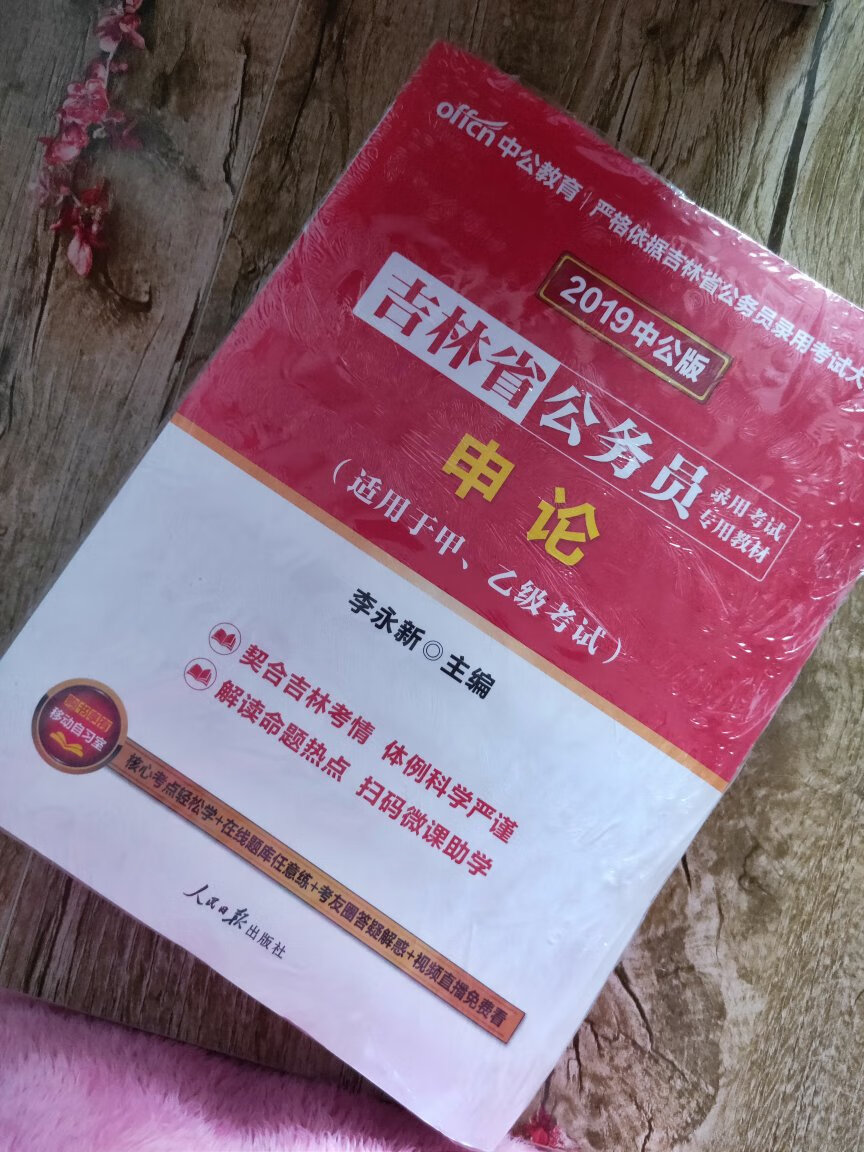 offcn中公教育 | 严格依据吉林省公务员录用考试大
2019中公版
吉林省公务员
录用考试
专用教材
申论
(适用于甲、乙级考试)
李永新◎主编
契合吉林考情 体例科学严谨
解读命题热点 扫码微课助学
移动自习室
核心考点轻松学+在线题库任意练+考友圈答疑解惑+视频直播免费看
人民日报出版社